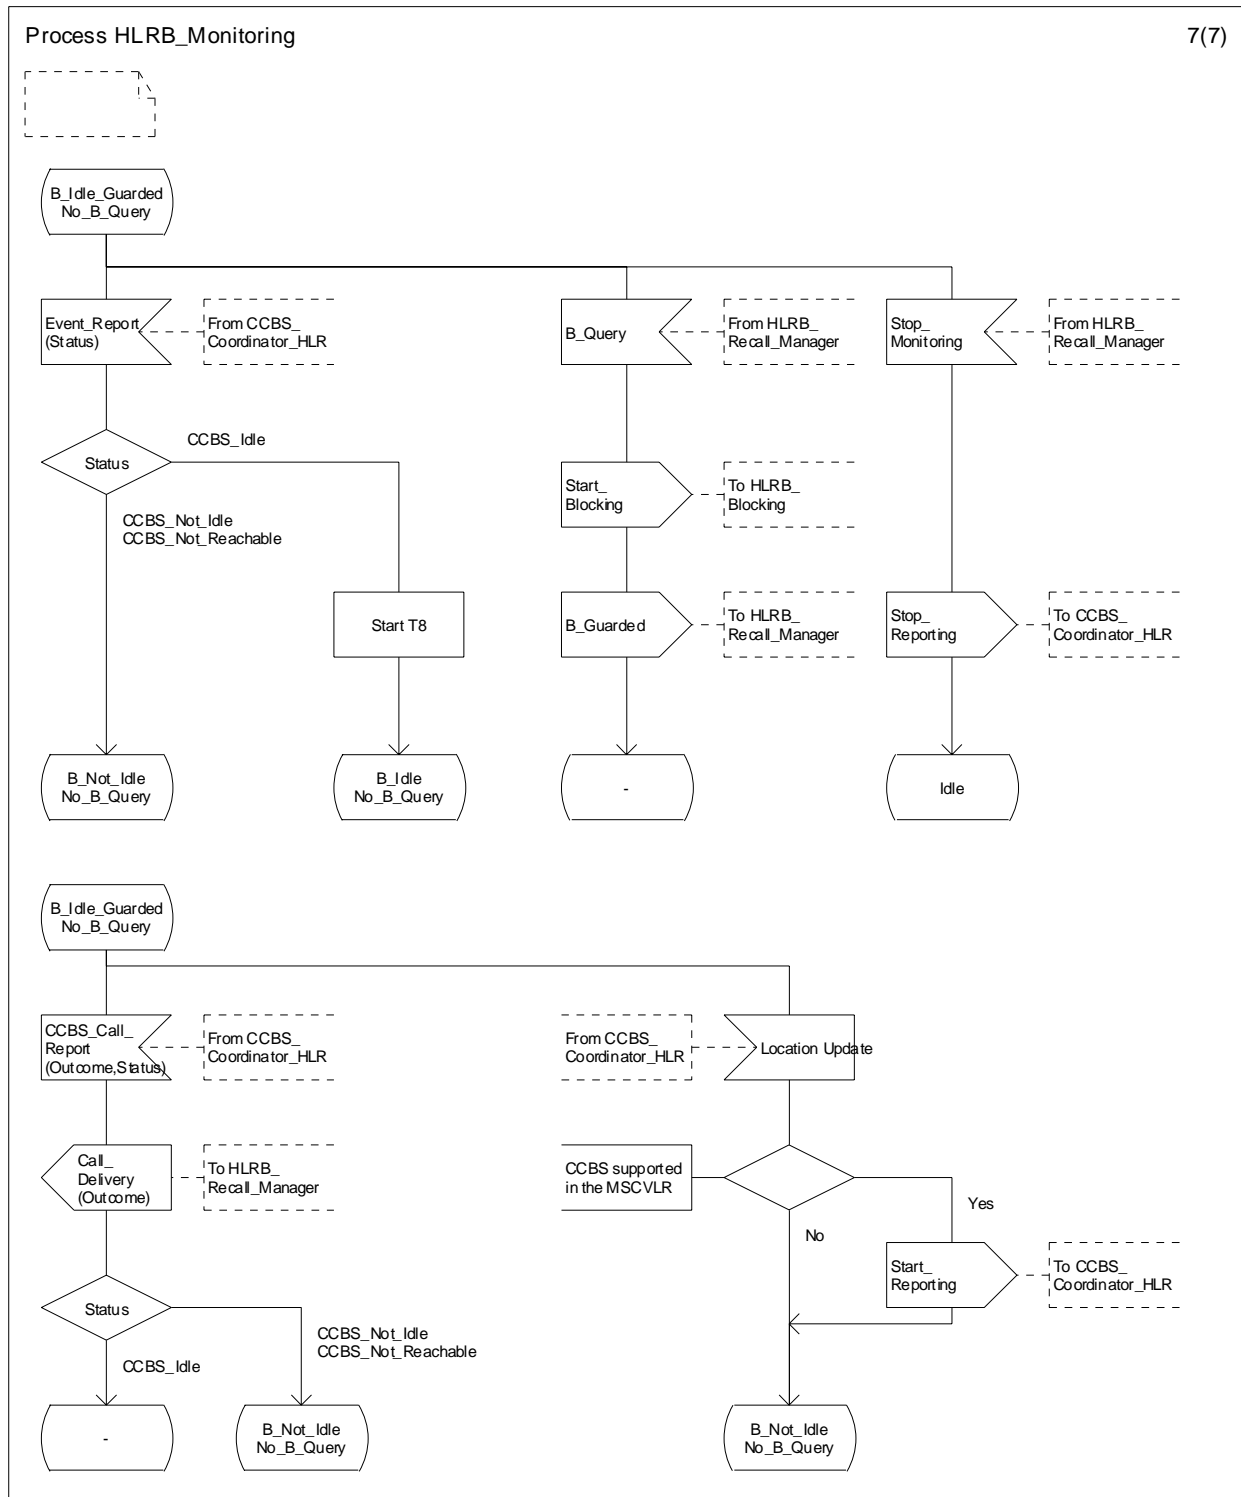 Process HLRB_Monitoring
7(7)
B_Idle_Guarded
No_B_Query
Event_Report
(Status)
From CCBS_
Coordinator_HLR
B_Query
From HLRB_
Recall_Manager
Stop_
Monitoring
From HLRB_
Recall_Manager
Status
CCBS_Idle
CCBS_Not_Idle
CCBS_Not_Reachable
Start_
Blocking
To HLRB_
Blocking
Start T8
B_Guarded
To HLRB_
Recall_Manager
Stop_
Reporting
To CCBS_
Coordinator_HLR
B_Not_Idle
No_B_Query
B_Idle
No_B_Query
-
Idle
B_Idle_Guarded
No_B_Query
CCBS_Call_
Report
(Outcome,Status)
From CCBS_
Coordinator_HLR
From CCBS_
Coordinator_HLR
Location Update
Call_
Delivery
(Outcome)
To HLRB_
Recall_Manager
CCBS supported
in the MSCVLR
Yes
No
Start_
Reporting
To CCBS_
Coordinator_HLR
Status
CCBS_Not_Idle
CCBS_Not_Reachable
CCBS_Idle
-
B_Not_Idle
No_B_Query
B_Not_Idle
No_B_Query